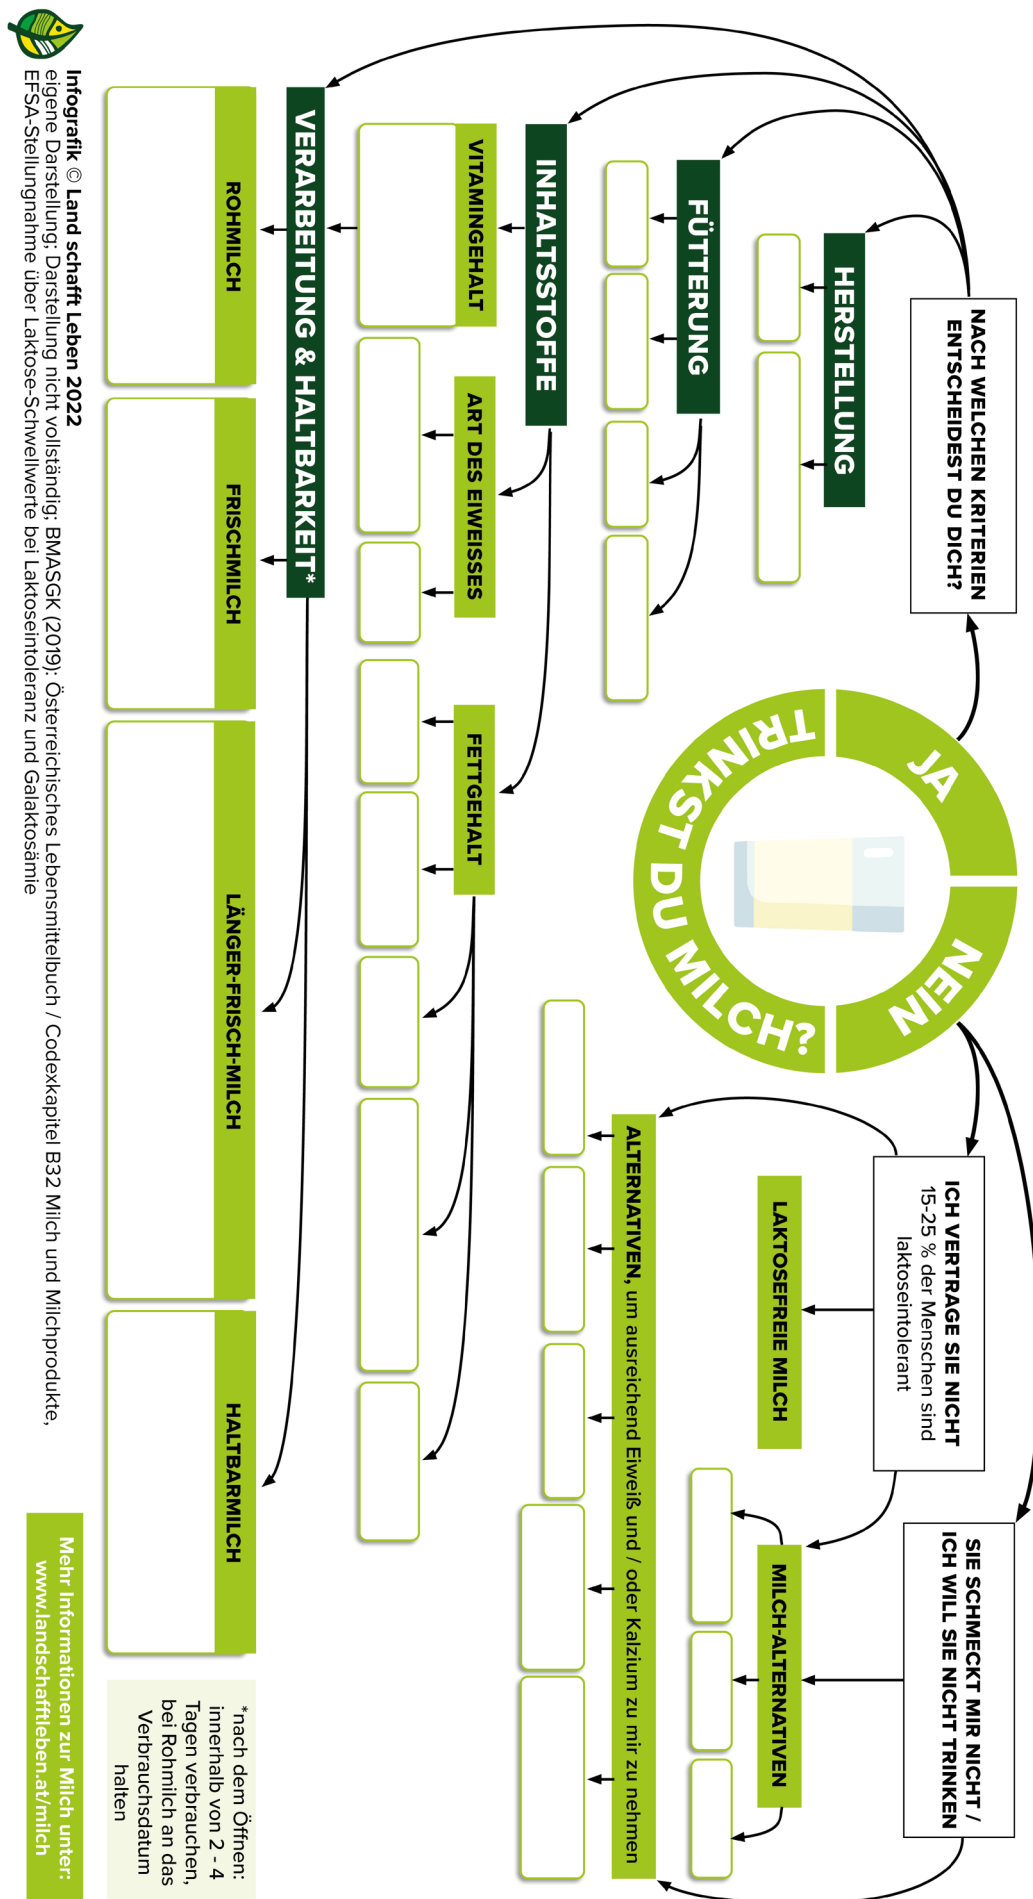 TRINKST DU MILCH?
JA
NEIN
NACH WELCHEN KRITERIEN
ENTSCHEIDEST DU DICH?
HERSTELLUNG
FÜTTERUNG
INHALTSSTOFFE
VITAMINGEHALT
ART DES EIWEISSES
FETTGEHALT
VERARBEITUNG & HALTBARKEIT*
ROHMILCH
FRISCHMILCH
LÄNGER-FRISCH-MILCH
HALTBARMILCH
ICH VERTRAGE SIE NICHT
15-25 % der Menschen sind
laktoseintolerant
SIE SCHMECKT MIR NICHT /
ICH WILL SIE NICHT TRINKEN
LAKTOSEFREIE MILCH
MILCH-ALTERNATIVEN
ALTERNATIVEN, um ausreichend Eiweiß und / oder Kalzium zu mir zu nehmen
*nach dem Öffnen:
innerhalb von 2 - 4
Tagen verbrauchen,
bei Rohmilch an das
Verbrauchsdatum
halten
Infografik © Land schafft Leben 2022
eigene Darstellung; Darstellung nicht vollständig; BMASGK (2019): Österreichisches Lebensmittelbuch / Codexkapitel B32 Milch und Milchprodukte,
EFSA-Stellungnahme über Laktose-Schwellwerte bei Laktoseintoleranz und Galaktosämie
Mehr Informationen zur Milch unter:
www.landschafftleben.at/milch